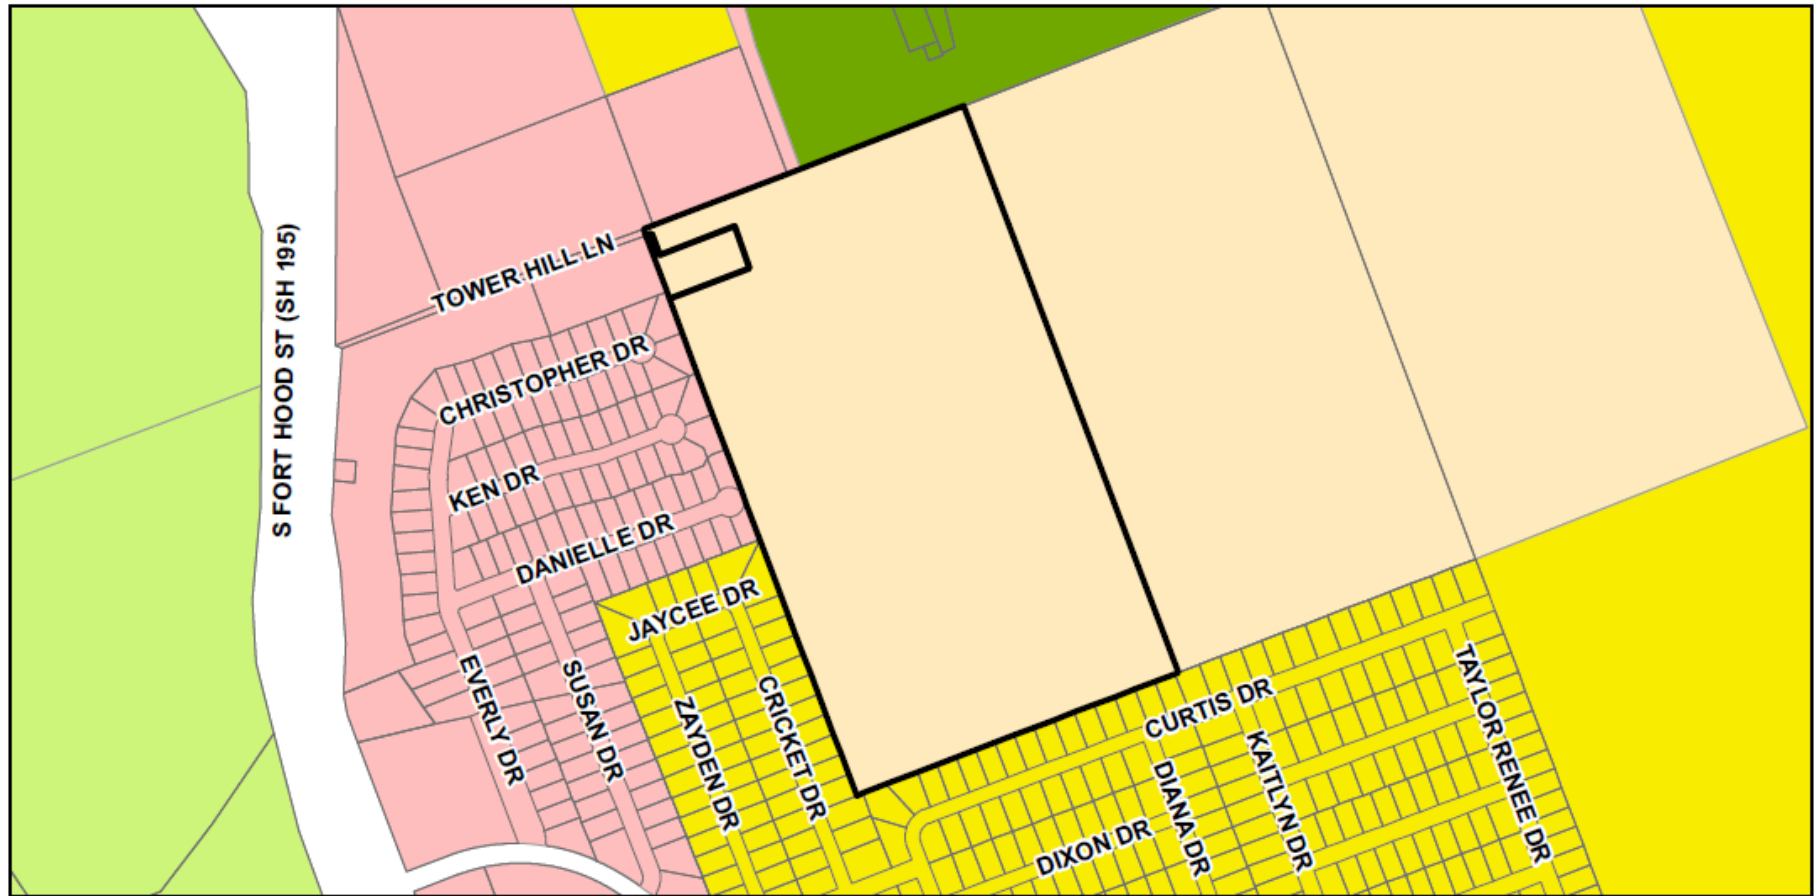 S FORT HOOD ST (SH 195)
TOWER HILL LN
CHRISTOPHER DR
KEN DR
DANIELLE DR
JAYCEE DR
EVERLY DR
SUSAN DR
ZAYDEN DR
CRICKET DR
CURTIS DR
TAYLOR RENEE DR
KAITLYN DR
DIANA DR
DIXON DR